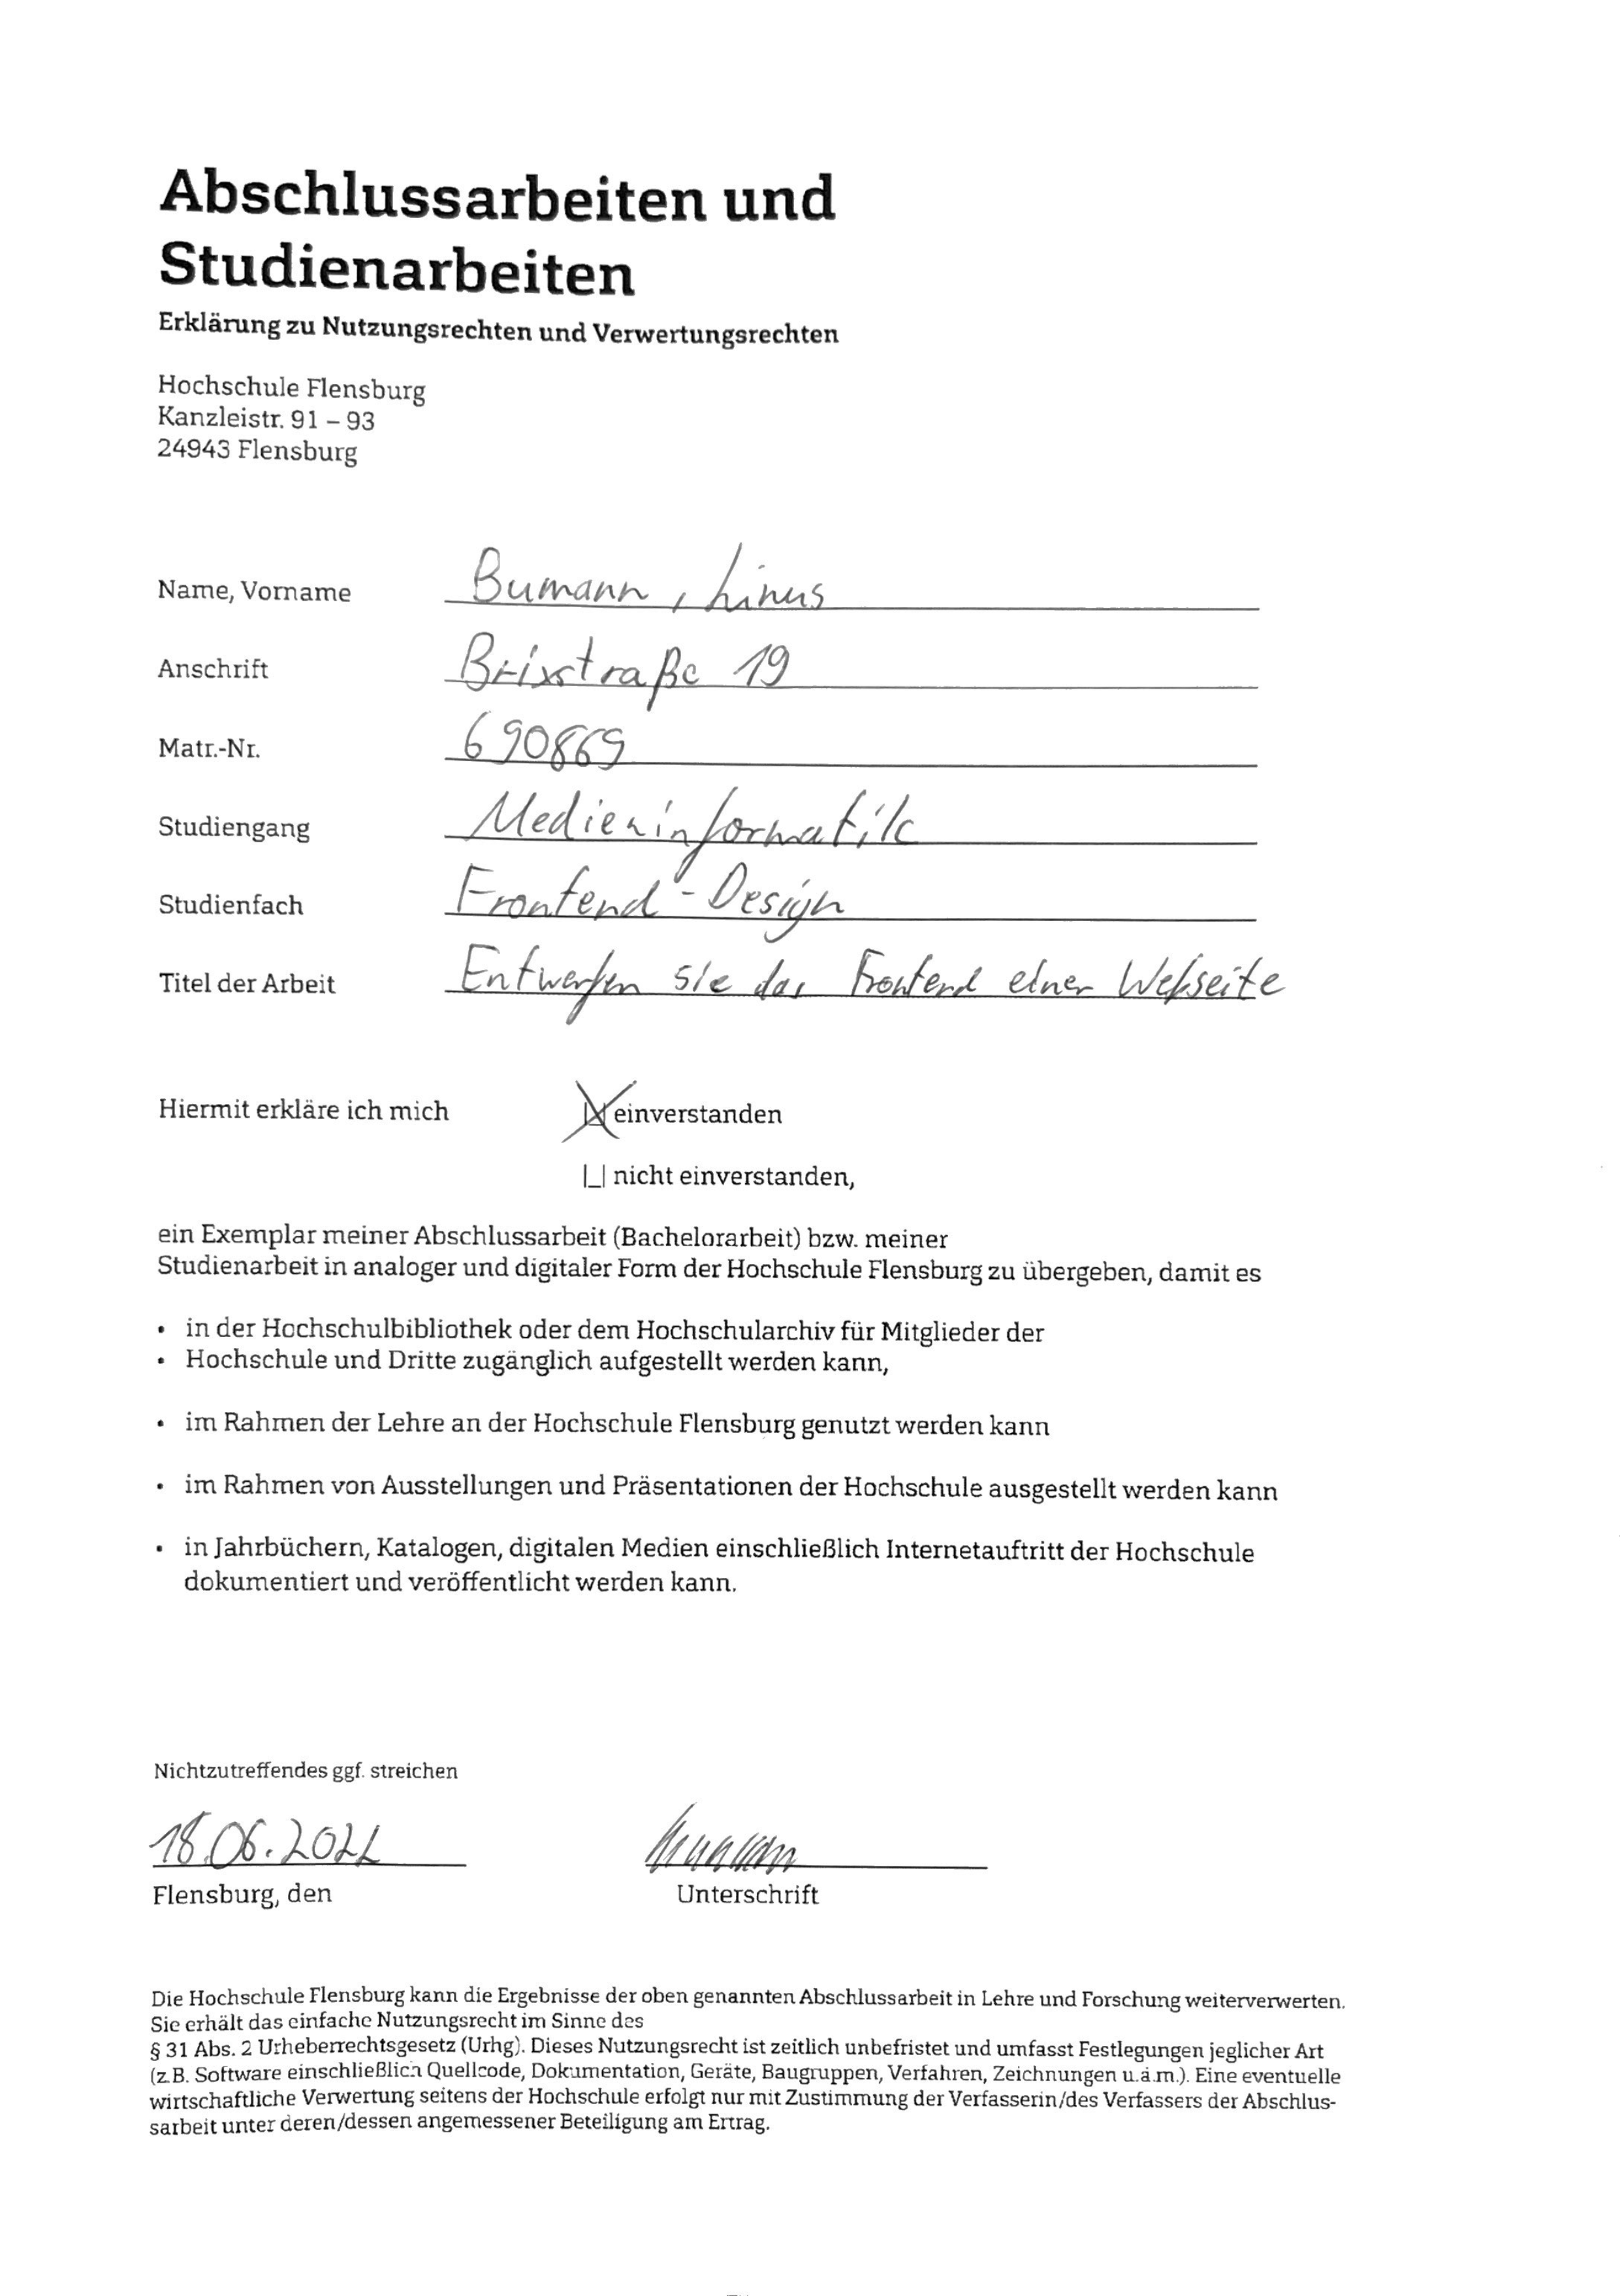 Abschlussarbeiten und
Studienarbeiten
Erklärung zu Nutzungsrechten und Verwertungsrechten
Hochschule Flensburg
Kanzleistr. 91 – 93
24943 Flensburg
Name, Vorname Bumann, Linus
Anschrift Brixstraße 19
Matr.-Nr. 690869
Studiengang Medieninformatik
Studienfach Frontend-Design
Titel der Arbeit Entwerfen sie das Frontend einer Webseite
Hiermit erkläre ich mich einverstanden
|_| nicht einverstanden,
ein Exemplar meiner Abschlussarbeit (Bachelorarbeit) bzw. meiner
Studienarbeit in analoger und digitaler Form der Hochschule Flensburg zu übergeben, damit es
• in der Hochschulbibliothek oder dem Hochschularchiv für Mitglieder der
• Hochschule und Dritte zugänglich aufgestellt werden kann,
• im Rahmen der Lehre an der Hochschule Flensburg genutzt werden kann
• im Rahmen von Ausstellungen und Präsentationen der Hochschule ausgestellt werden kann
• in Jahrbüchern, Katalogen, digitalen Medien einschließlich Internetauftritt der Hochschule
dokumentiert und veröffentlicht werden kann.
Nichtzutreffendes ggf. streichen
18.06.2022
Flensburg, den Unterschrift
Die Hochschule Flensburg kann die Ergebnisse der oben genannten Abschlussarbeit in Lehre und Forschung weiterverwerten.
Sie erhält das einfache Nutzungsrecht im Sinne des
§ 31 Abs. 2 Urheberrechtsgesetz (Urhg). Dieses Nutzungsrecht ist zeitlich unbefristet und umfasst Festlegungen jeglicher Art
(z.B. Software einschließlich Quellcode, Dokumentation, Geräte, Baugruppen, Verfahren, Zeichnungen u.ä.m.). Eine eventuelle
wirtschaftliche Verwertung seitens der Hochschule erfolgt nur mit Zustimmung der Verfasserin/des Verfassers der Abschlus-
sarbeit unter deren/dessen angemessener Beteiligung am Ertrag.